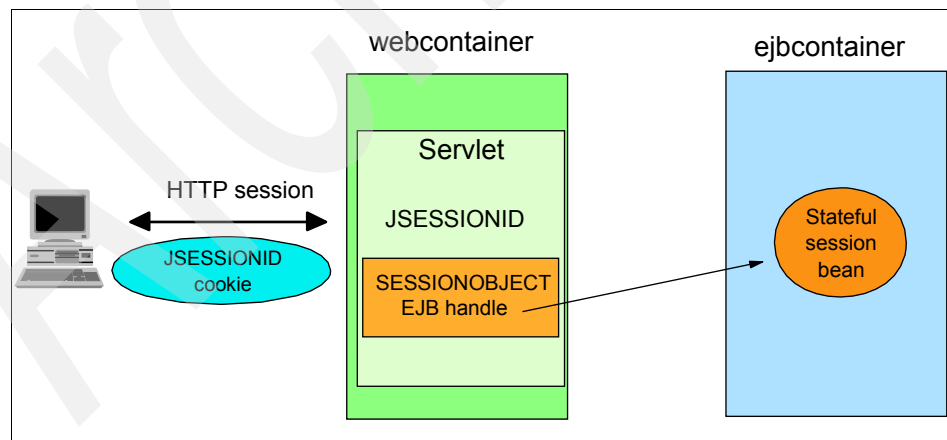 webcontainer
ejbcontainer
Servlet
HTTP session
JSESSIONID
JSESSIONID
cookie
SESSIONOBJECT
EJB handle
Stateful
session
bean